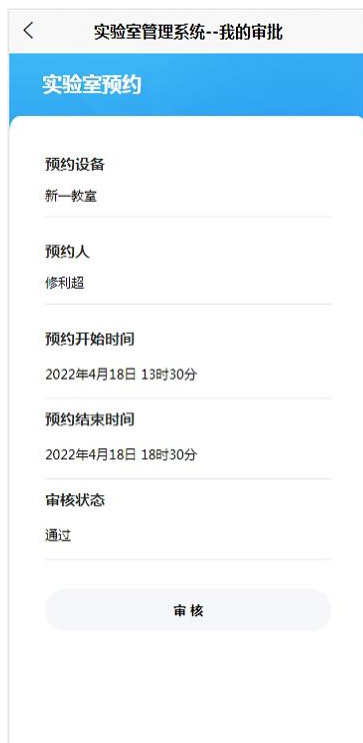 实验室管理系统--我的审批
实验室预约
预约设备
新一教室
预约人
修利超
预约开始时间
2022年4月18日 13时30分
预约结束时间
2022年4月18日 18时30分
审核状态
通过
审 核